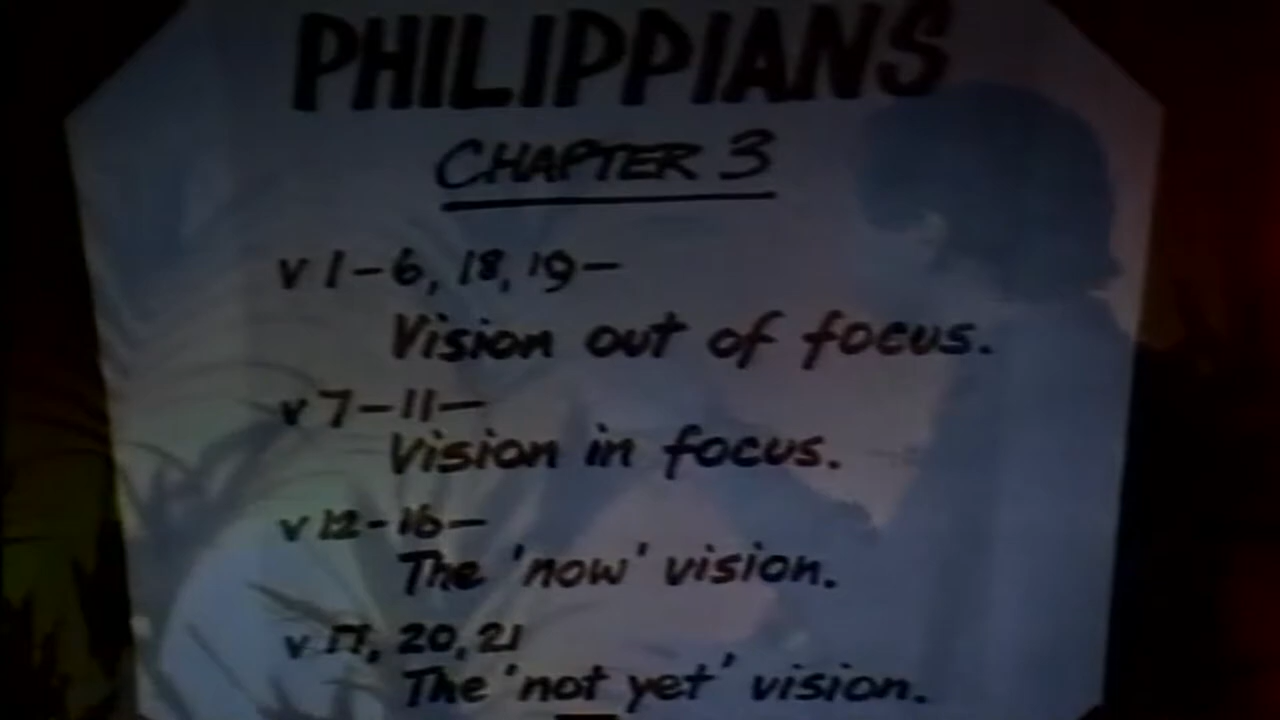 PHILIPPIANS
CHAPTER 3
v 1-6, 18, 19-
Vision out of focus.
v 7-11-
Vision in focus.
v 12-16-
The 'now' vision.
v 17, 20, 21
The 'not yet' vision.